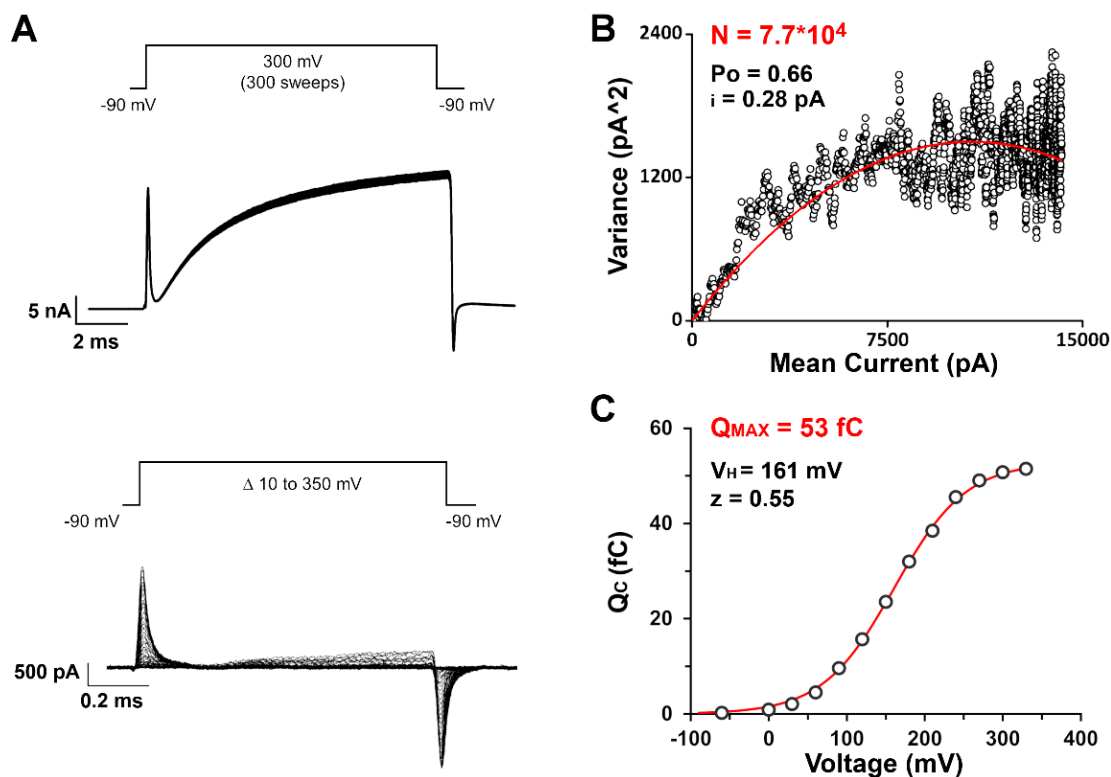 A
300 mV
(300 sweeps)
-90 mV
-90 mV
5 nA
2 ms
Δ 10 to 350 mV
-90 mV
-90 mV
500 pA
0.2 ms
B
N = 7.7*10⁴
Po = 0.66
i = 0.28 pA
2400
1200
0
Variance (pA^2)
0
7500
15000
Mean Current (pA)
C
QMAX = 53 fC
VH = 161 mV
z = 0.55
60
40
20
0
Qc (fC)
-100
0
100
200
300
400
Voltage (mV)